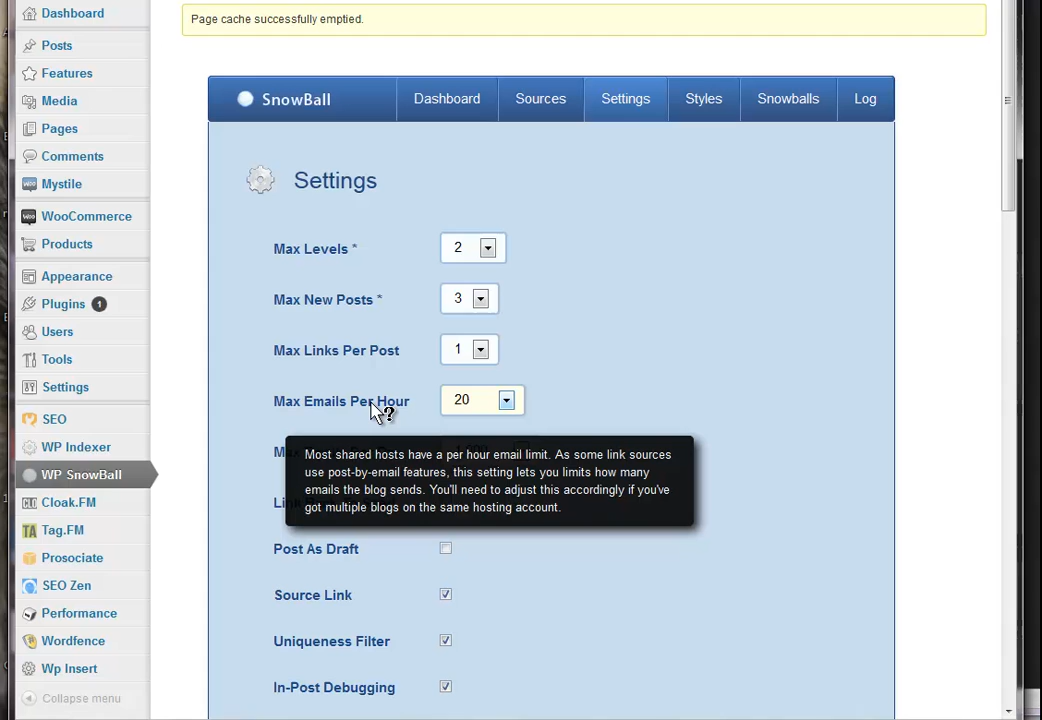 Dashboard
Posts
Features
Media
Pages
Comments
Mystile
WooCommerce
Products
Appearance
Plugins 1
Users
Tools
Settings
SEO
WP Indexer
WP SnowBall
Cloak.FM
Tag.FM
Prosociate
SEO Zen
Performance
Wordfence
Wp Insert
Collapse menu
Page cache successfully emptied.
SnowBall Dashboard Sources Settings Styles Snowballs Log
Settings
Max Levels * 2
Max New Posts * 3
Max Links Per Post 1
Max Emails Per Hour 20
Most shared hosts have a per hour email limit. As some link sources
use post-by-email features, this setting lets you limits how many
emails the blog sends. You'll need to adjust this accordingly if you've
got multiple blogs on the same hosting account.
Post As Draft
Source Link
Uniqueness Filter
In-Post Debugging